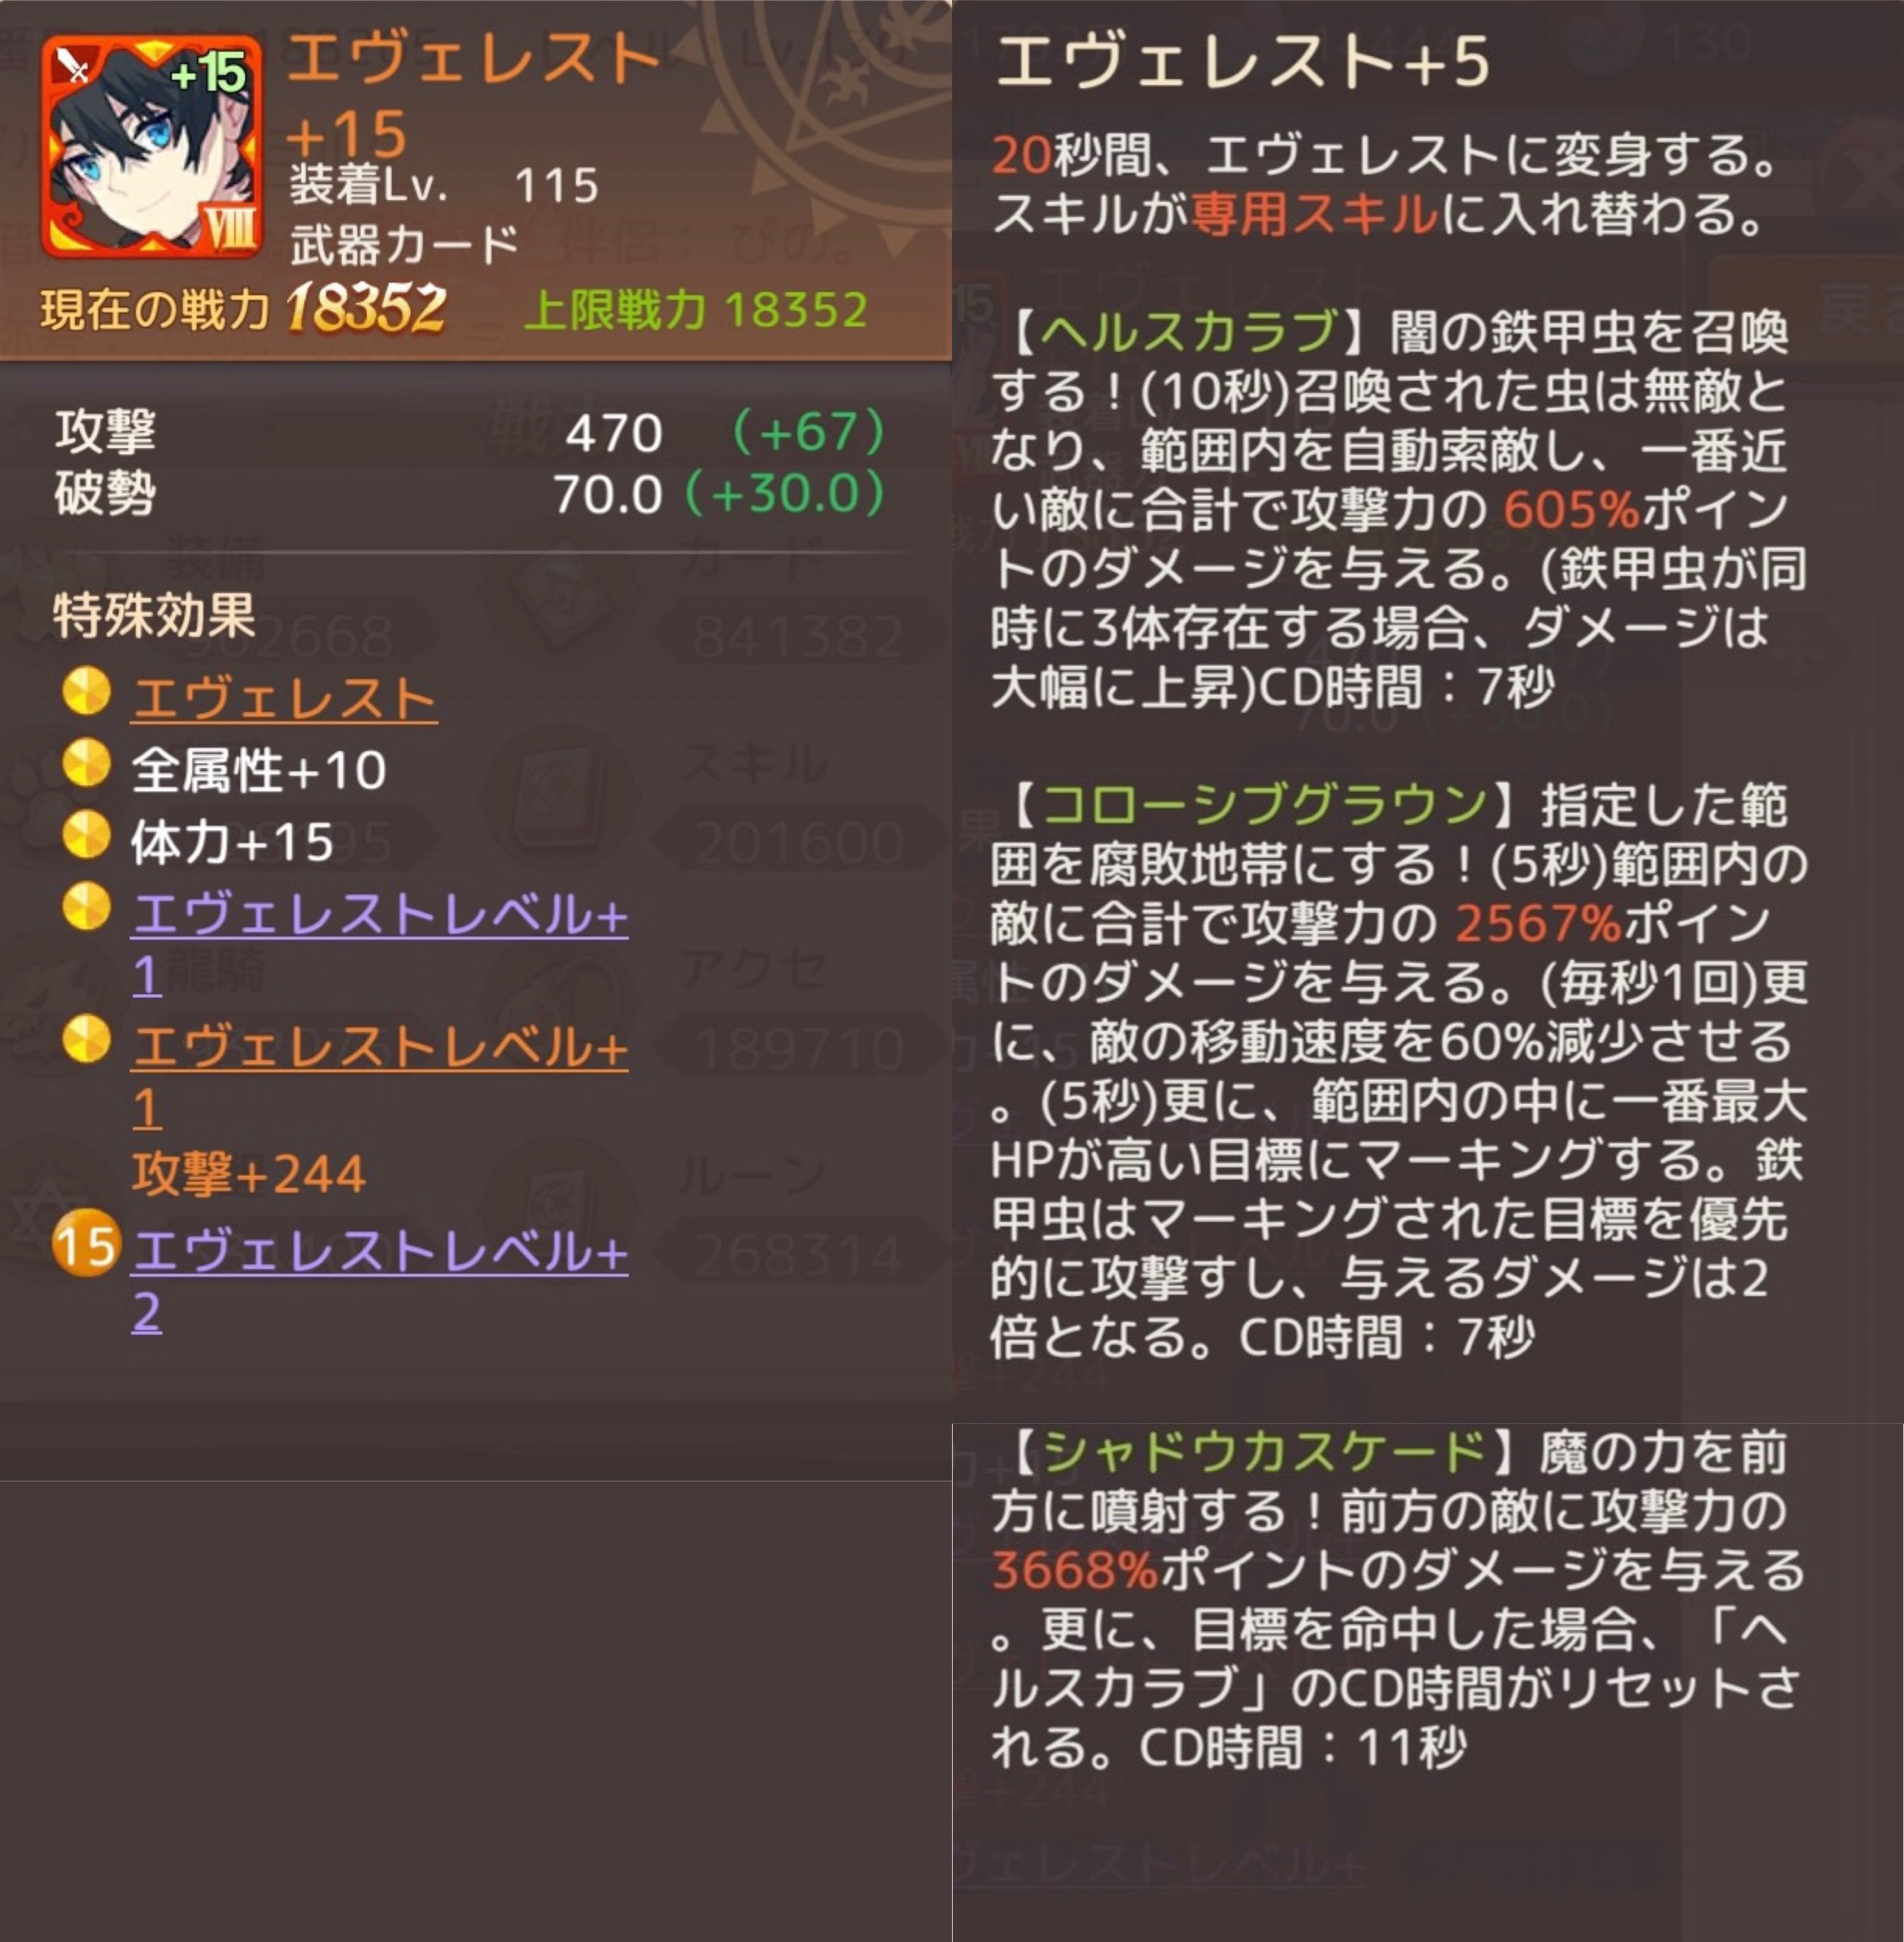 +15
VIII
エヴェレスト
+15
装着Lv. 115
武器カード
現在の戦力 18352 上限戦力 18352
攻撃 470 (+67)
破勢 70.0 (+30.0)
特殊効果
エヴェレスト
全属性+10
体力+15
エヴェレストレベル+
1
エヴェレストレベル+
1
攻撃+244
15 エヴェレストレベル+
2
エヴェレスト+5
20秒間、エヴェレストに変身する。
スキルが専用スキルに入れ替わる。
【ヘルスカラブ】闇の鉄甲虫を召喚
する！(10秒)召喚された虫は無敵と
なり、範囲内を自動索敵し、一番近
い敵に合計で攻撃力の 605%ポイン
トのダメージを与える。(鉄甲虫が同
時に3体存在する場合、ダメージは
大幅に上昇)CD時間：7秒
【コローシブグラウン】指定した範
囲を腐敗地帯にする！(5秒)範囲内の
敵に合計で攻撃力の 2567%ポイン
トのダメージを与える。(毎秒1回)更
に、敵の移動速度を60%減少させる
。(5秒)更に、範囲内の中に一番最大
HPが高い目標にマーキングする。鉄
甲虫はマーキングされた目標を優先
的に攻撃すし、与えるダメージは2
倍となる。CD時間：7秒
【シャドウカスケード】魔の力を前
方に噴射する！前方の敵に攻撃力の
3668%ポイントのダメージを与える
。更に、目標を命中した場合、「ヘ
ルスカラブ」のCD時間がリセットさ
れる。CD時間：11秒